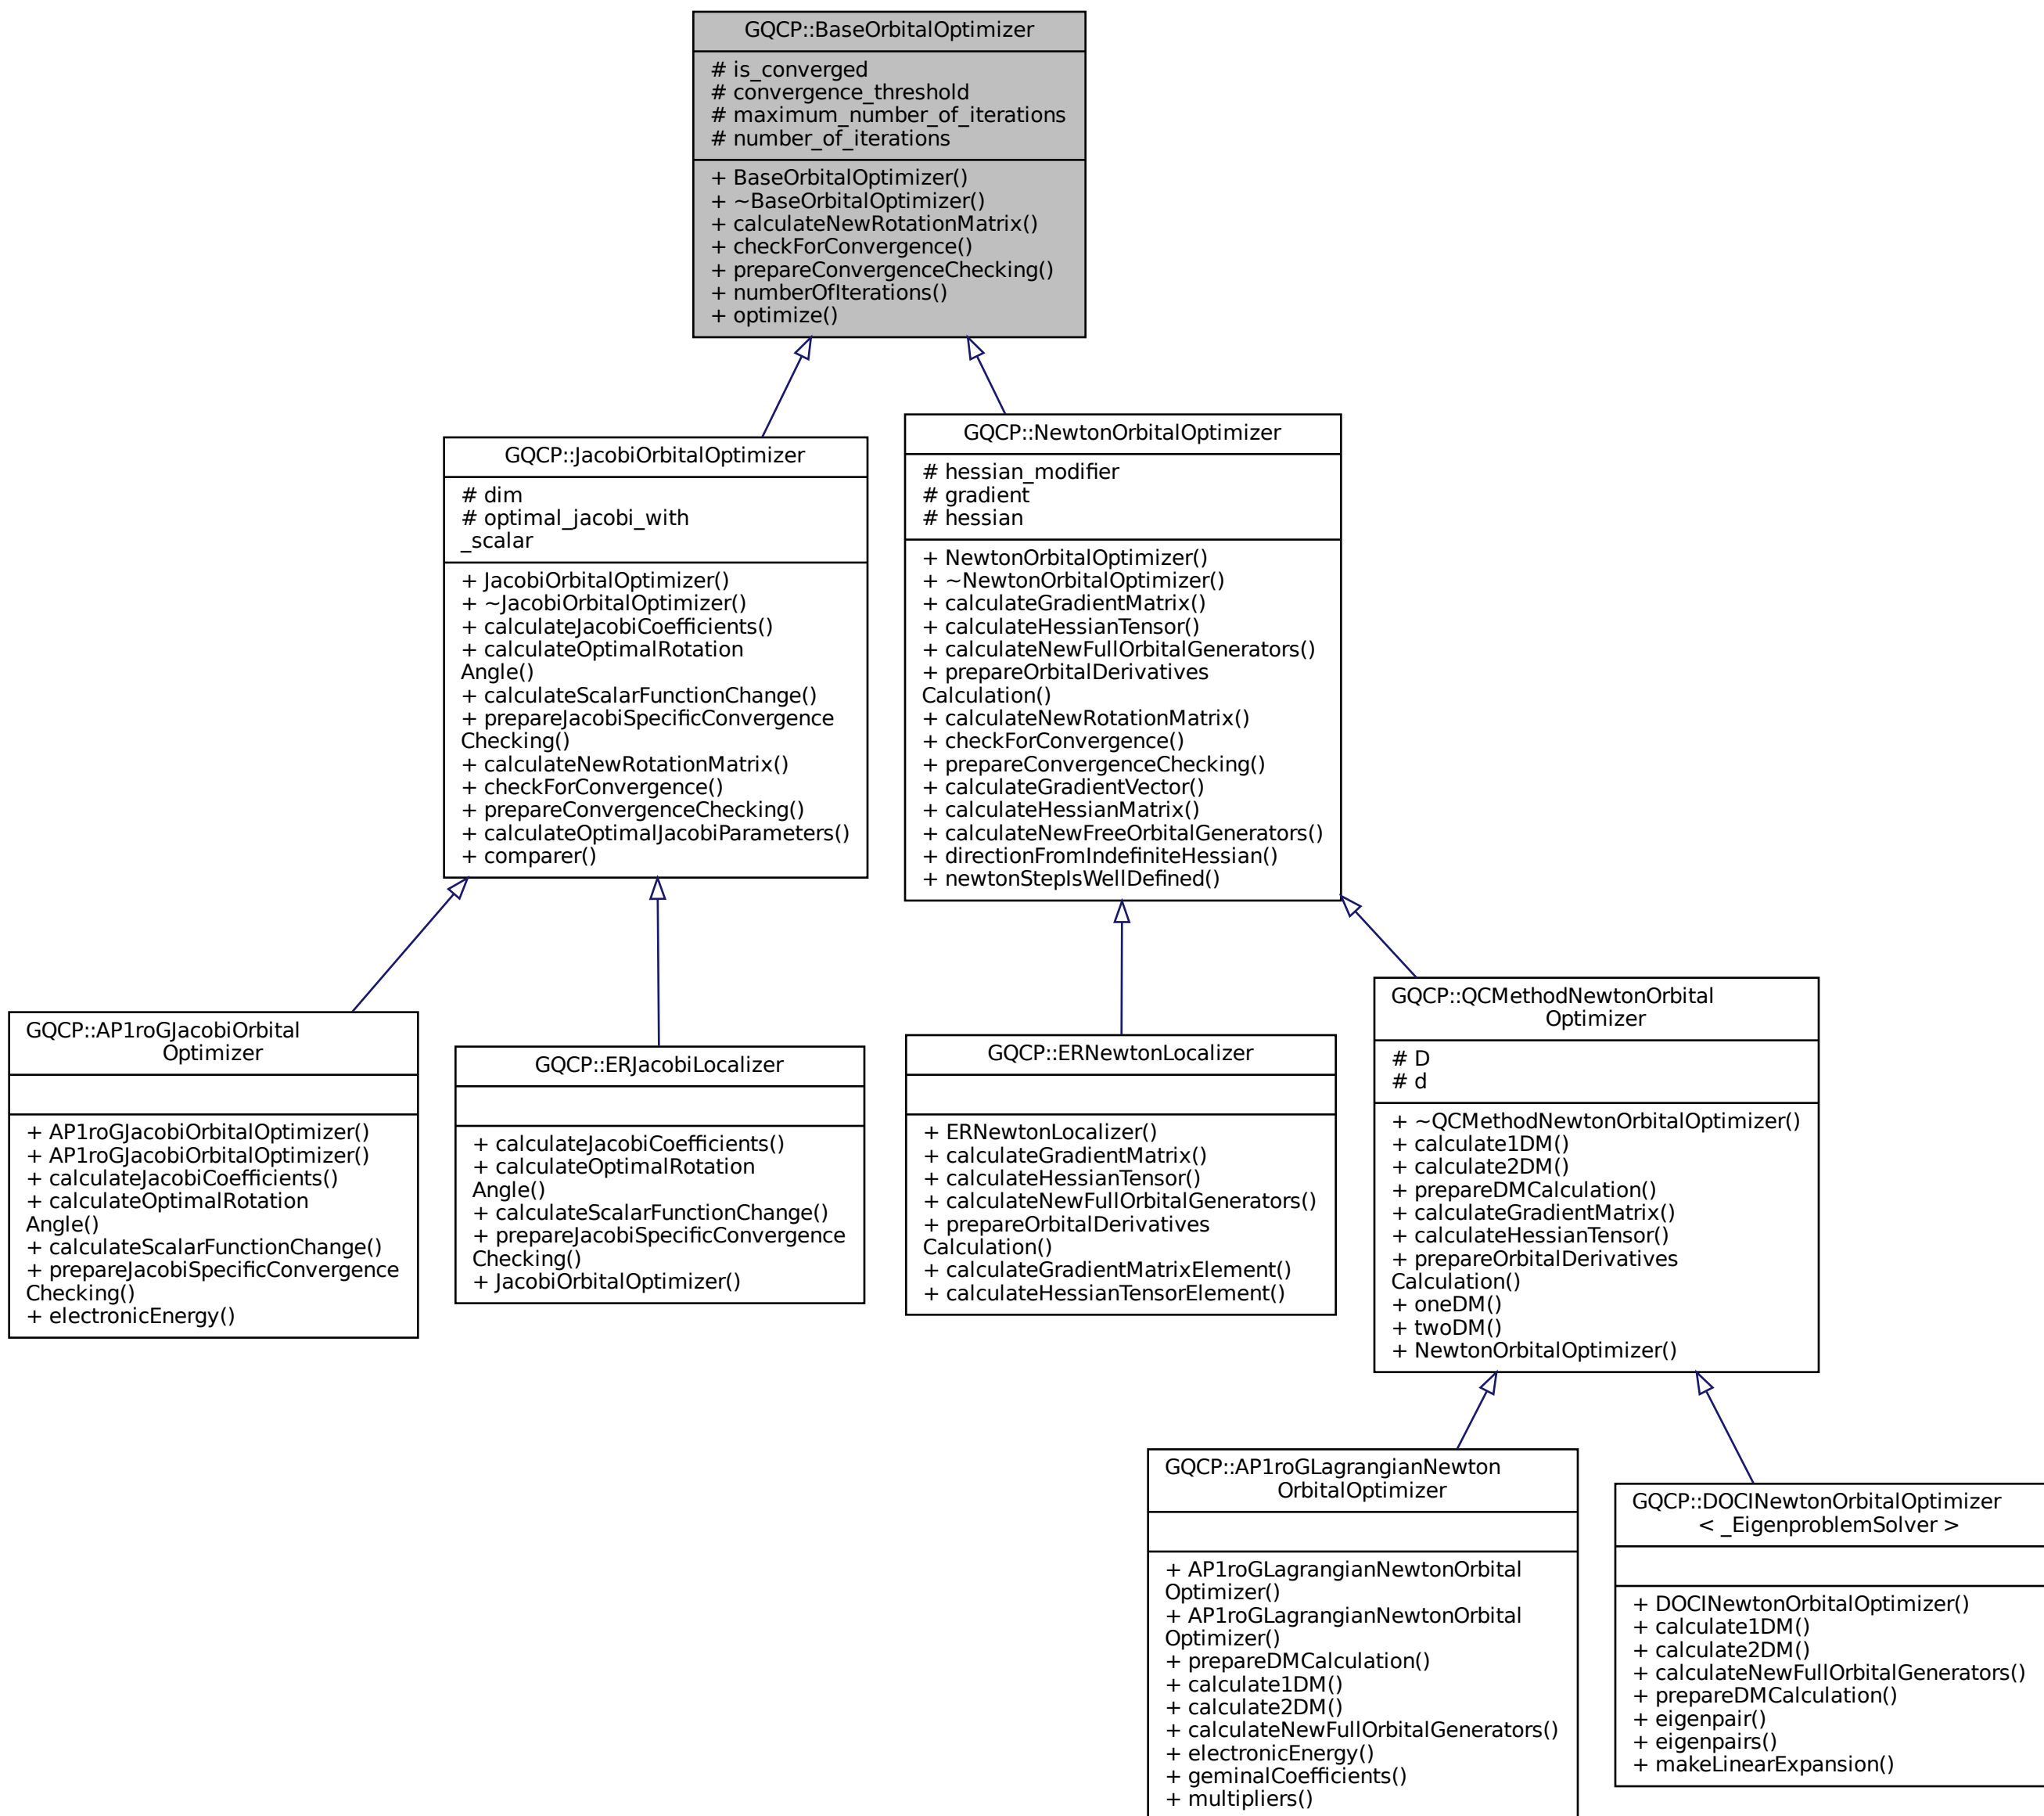 GQCP::BaseOrbitalOptimizer
# is_converged
# convergence_threshold
# maximum_number_of_iterations
# number_of_iterations
+ BaseOrbitalOptimizer()
+ ~BaseOrbitalOptimizer()
+ calculateNewRotationMatrix()
+ checkForConvergence()
+ prepareConvergenceChecking()
+ numberOfIterations()
+ optimize()
GQCP::JacobiOrbitalOptimizer
# dim
# optimal_jacobi_with
_scalar
+ JacobiOrbitalOptimizer()
+ ~JacobiOrbitalOptimizer()
+ calculateJacobiCoefficients()
+ calculateOptimalRotation
Angle()
+ calculateScalarFunctionChange()
+ prepareJacobiSpecificConvergence
Checking()
+ calculateNewRotationMatrix()
+ checkForConvergence()
+ prepareConvergenceChecking()
+ calculateOptimalJacobiParameters()
+ comparer()
GQCP::NewtonOrbitalOptimizer
# hessian_modifier
# gradient
# hessian
+ NewtonOrbitalOptimizer()
+ ~NewtonOrbitalOptimizer()
+ calculateGradientMatrix()
+ calculateHessianTensor()
+ calculateNewFullOrbitalGenerators()
+ prepareOrbitalDerivatives
Calculation()
+ calculateNewRotationMatrix()
+ checkForConvergence()
+ prepareConvergenceChecking()
+ calculateGradientVector()
+ calculateHessianMatrix()
+ calculateNewFreeOrbitalGenerators()
+ directionFromIndefiniteHessian()
+ newtonStepIsWellDefined()
GQCP::AP1roGJacobiOrbital
Optimizer
+ AP1roGJacobiOrbitalOptimizer()
+ AP1roGJacobiOrbitalOptimizer()
+ calculateJacobiCoefficients()
+ calculateOptimalRotation
Angle()
+ calculateScalarFunctionChange()
+ prepareJacobiSpecificConvergence
Checking()
+ electronicEnergy()
GQCP::ERJacobiLocalizer
+ calculateJacobiCoefficients()
+ calculateOptimalRotation
Angle()
+ calculateScalarFunctionChange()
+ prepareJacobiSpecificConvergence
Checking()
+ JacobiOrbitalOptimizer()
GQCP::ERNewtonLocalizer
+ ERNewtonLocalizer()
+ calculateGradientMatrix()
+ calculateHessianTensor()
+ calculateNewFullOrbitalGenerators()
+ prepareOrbitalDerivatives
Calculation()
+ calculateGradientMatrixElement()
+ calculateHessianTensorElement()
GQCP::QCMethodNewtonOrbital
Optimizer
# D
# d
+ ~QCMethodNewtonOrbitalOptimizer()
+ calculate1DM()
+ calculate2DM()
+ prepareDMCalculation()
+ calculateGradientMatrix()
+ calculateHessianTensor()
+ prepareOrbitalDerivatives
Calculation()
+ oneDM()
+ twoDM()
+ NewtonOrbitalOptimizer()
GQCP::AP1roGLagrangianNewton
OrbitalOptimizer
+ AP1roGLagrangianNewtonOrbital
Optimizer()
+ AP1roGLagrangianNewtonOrbital
Optimizer()
+ prepareDMCalculation()
+ calculate1DM()
+ calculate2DM()
+ calculateNewFullOrbitalGenerators()
+ electronicEnergy()
+ geminalCoefficients()
+ multipliers()
GQCP::DOCINewtonOrbitalOptimizer
< _EigenproblemSolver >
+ DOCINewtonOrbitalOptimizer()
+ calculate1DM()
+ calculate2DM()
+ calculateNewFullOrbitalGenerators()
+ prepareDMCalculation()
+ eigenpair()
+ eigenpairs()
+ makeLinearExpansion()